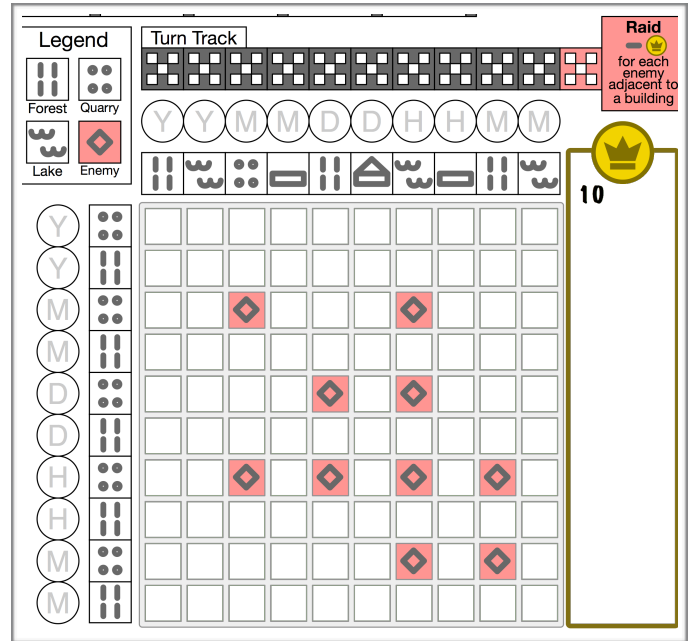 Legend
Forest
Quarry
Lake
Enemy
Turn Track
Raid
for each
enemy
adjacent to
a building
Y Y M M D D H H M M
10
Y
Y
M
M
D
D
H
H
M
M